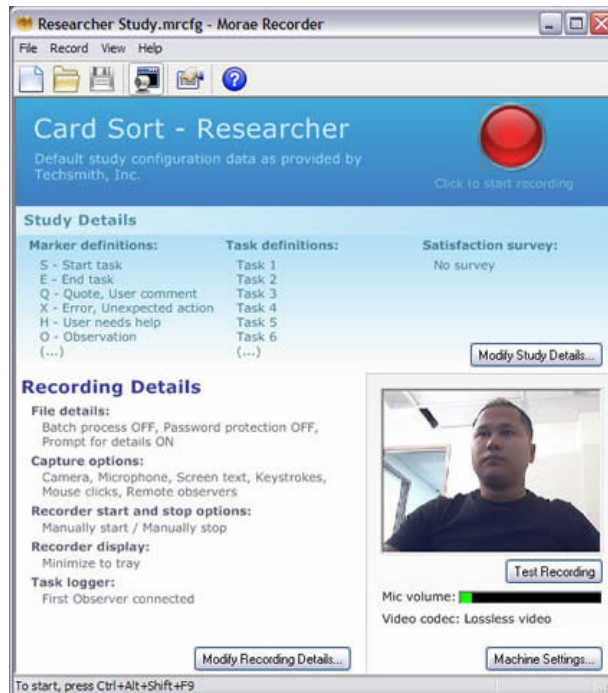 Researcher Study.mrcfg - Morae Recorder
File Record View Help
Card Sort - Researcher
Default study configuration data as provided by
Techsmith, Inc.
Click to start recording
Study Details
Marker definitions:
S - Start task
E - End task
Q - Quote, User comment
X - Error, Unexpected action
H - User needs help
O - Observation
(...)
Task definitions:
Task 1
Task 2
Task 3
Task 4
Task 5
Task 6
(...)
Satisfaction survey:
No survey
Modify Study Details...
Recording Details
File details:
Batch process OFF, Password protection OFF,
Prompt for details ON
Capture options:
Camera, Microphone, Screen text, Keystrokes,
Mouse clicks, Remote observers
Recorder start and stop options:
Manually start / Manually stop
Recorder display:
Minimize to tray
Task logger:
First Observer connected
Modify Recording Details...
Test Recording
Mic volume:
Video codec: Lossless video
Machine Settings...
To start, press Ctrl+Alt+Shift+F9